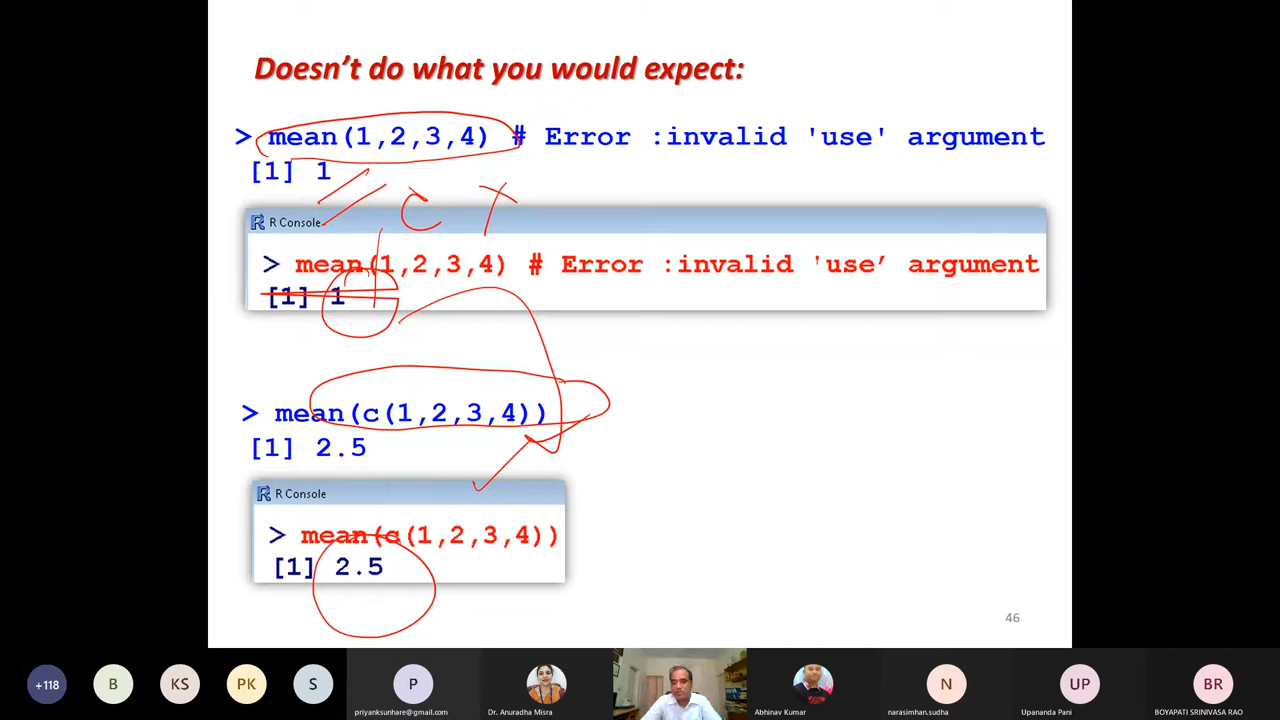 Doesn't do what you would expect:
> mean(1,2,3,4) # Error :invalid 'use' argument
[1] 1
R Console
> mean(1,2,3,4) # Error :invalid 'use’ argument
[1] 1
C
> mean(c(1,2,3,4))
[1] 2.5
R Console
> mean(c(1,2,3,4))
[1] 2.5
46
+118
B
KS
PK
S
P
priyanksunhare@gmail.com
Dr. Anuradha Misra
Abhinav Kumar
N
narasimhan.sudha
UP
Upananda Pani
BR
BOYAPATI SRINIVASA RAO